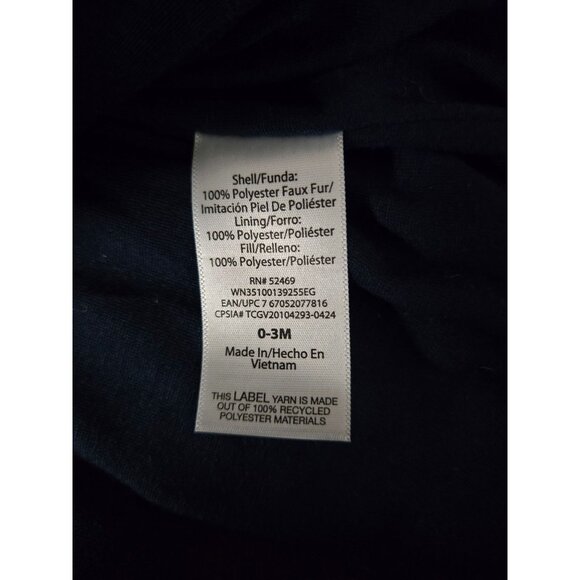 Shell/Funda:
100% Polyester Faux Fur/
Imitación Piel De Poliéster
Lining/Forro:
100% Polyester/Poliéster
Fill/Relleno:
100% Polyester/Poliéster
RN# 52469
WN35100139255EG
EAN/UPC 7 67052077816
CPSIA# TCGV20104293-0424
0-3M
Made In/Hecho En
Vietnam
THIS LABEL YARN IS MADE
OUT OF 100% RECYCLED
POLYESTER MATERIALS